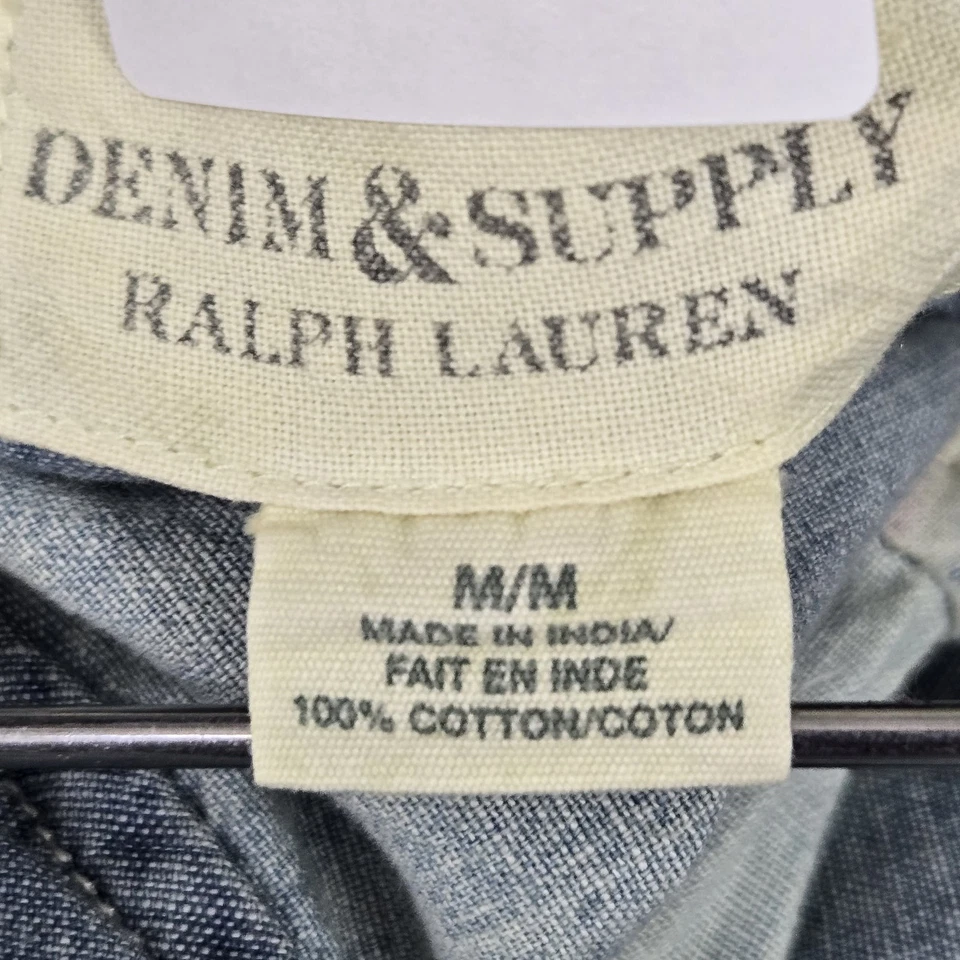 DENIM & SUPPLY
RALPH LAUREN
M/M
MADE IN INDIA/
FAIT EN INDE
100% COTTON/COTON